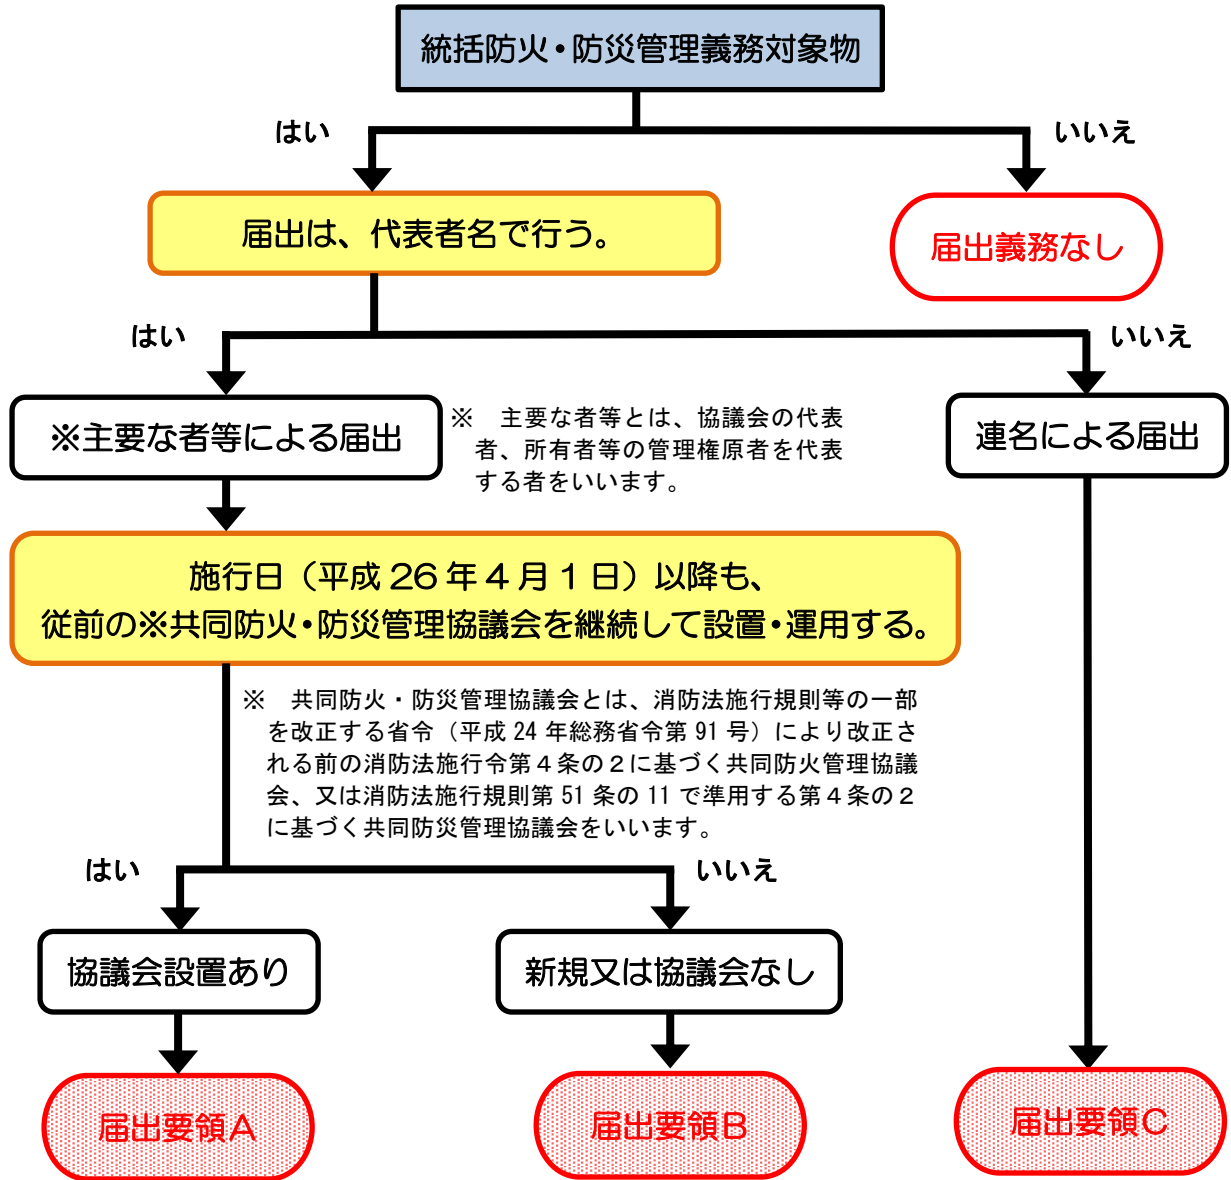 統括防火・防災管理義務対象物
はい
いいえ
届出は、代表者名で行う。
届出義務なし
はい
いいえ
※主要な者等による届出
※　主要な者等とは、協議会の代表
者、所有者等の管理権原者を代表
する者をいいます。
連名による届出
施行日（平成 26 年４月１日）以降も、
従前の※共同防火・防災管理協議会を継続して設置・運用する。
※　共同防火・防災管理協議会とは、消防法施行規則等の一部
を改正する省令（平成 24 年総務省令第 91 号）により改正さ
れる前の消防法施行令第４条の２に基づく共同防火管理協議
会、又は消防法施行規則第 51 条の 11 で準用する第４条の２
に基づく共同防災管理協議会をいいます。
はい
いいえ
協議会設置あり
新規又は協議会なし
届出要領Ａ
届出要領Ｂ
届出要領Ｃ